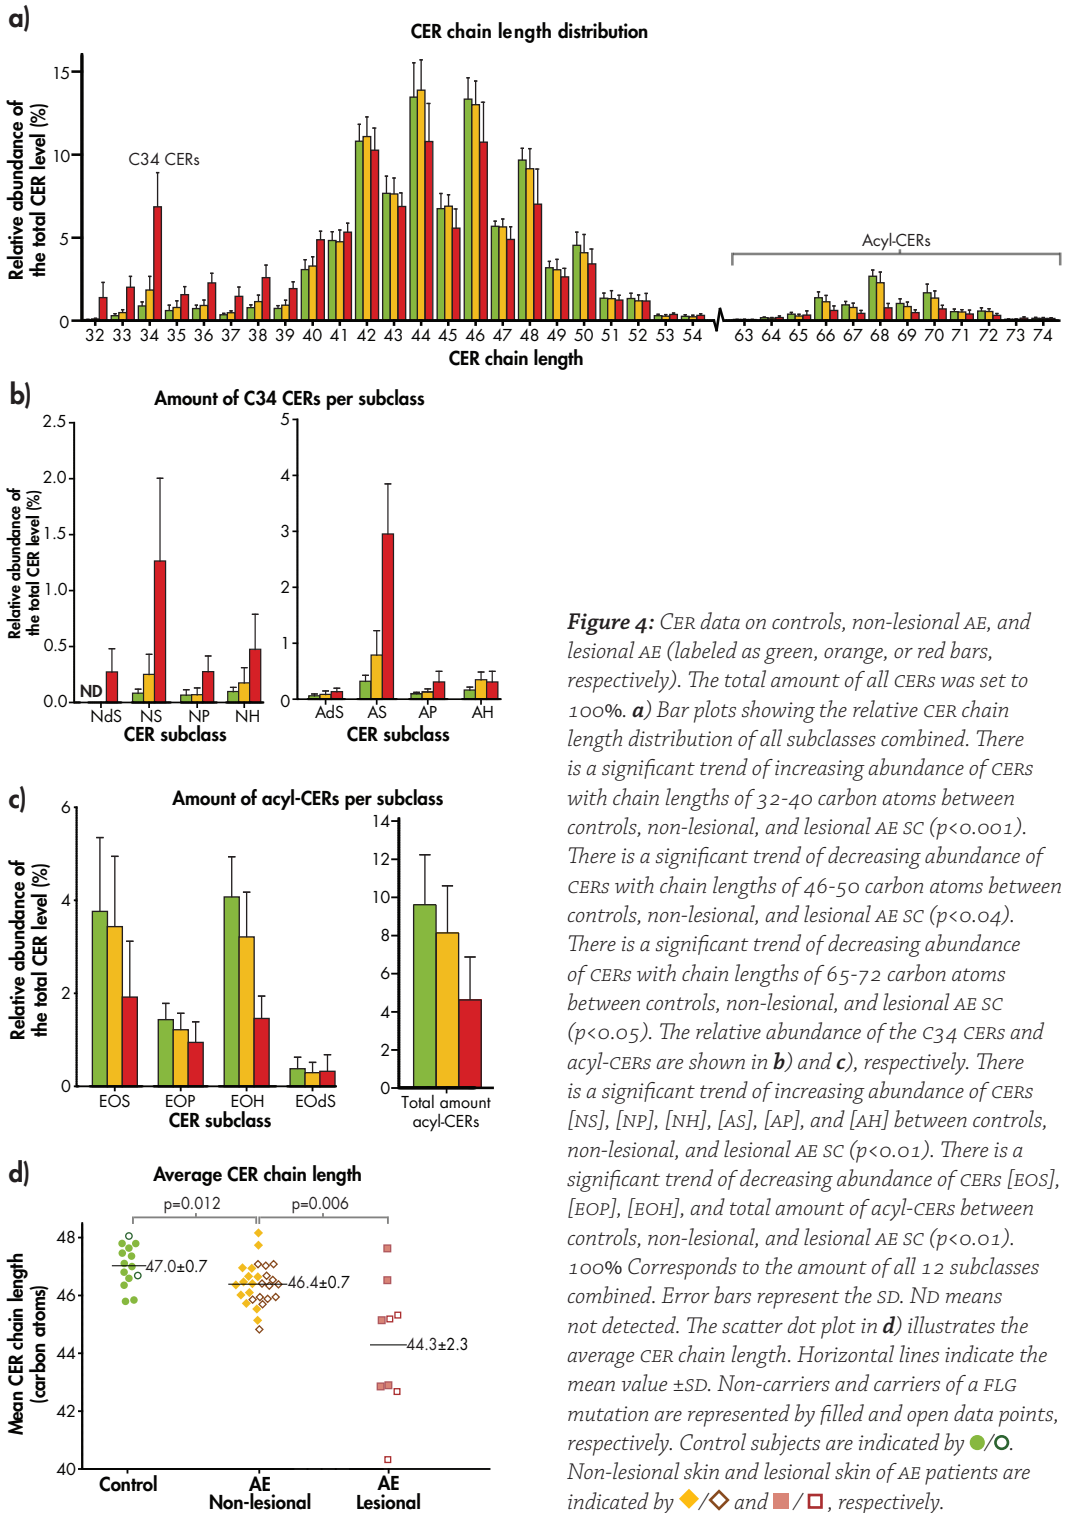 a)
CER chain length distribution
Relative abundance of
the total CER level (%)
15
10
5
0
C34 CERs
Acyl-CERs
32 33 34 35 36 37 38 39 40 41 42 43 44 45 46 47 48 49 50 51 52 53 54 63 64 65 66 67 68 69 70 71 72 73 74
CER chain length
b)
Amount of C34 CERs per subclass
Relative abundance of
the total CER level (%)
2.5
2.0
1.5
1.0
0.5
0.0
ND
NdS NS NP NH
CER subclass
5
4
3
2
1
0
AdS AS AP AH
CER subclass
c)
Amount of acyl-CERs per subclass
Relative abundance of
the total CER level (%)
6
4
2
0
EOS EOP EOH EOdS
CER subclass
14
12
10
8
6
4
2
0
Total amount
acyl-CERs
d)
Average CER chain length
p=0.012 p=0.006
Mean CER chain length
(carbon atoms)
48
46
44
42
40
47.0±0.7
46.4±0.7
44.3±2.3
Control
AE
Non-lesional
AE
Lesional
Figure 4: CER data on controls, non-lesional AE, and
lesional AE (labeled as green, orange, or red bars,
respectively). The total amount of all CERs was set to
100%. a) Bar plots showing the relative CER chain
length distribution of all subclasses combined. There
is a significant trend of increasing abundance of CERs
with chain lengths of 32-40 carbon atoms between
controls, non-lesional, and lesional AE SC (p<0.001).
There is a significant trend of decreasing abundance of
CERs with chain lengths of 46-50 carbon atoms between
controls, non-lesional, and lesional AE SC (p<0.04).
There is a significant trend of decreasing abundance
of CERs with chain lengths of 65-72 carbon atoms
between controls, non-lesional, and lesional AE SC
(p<0.05). The relative abundance of the C34 CERs and
acyl-CERs are shown in b) and c), respectively. There
is a significant trend of increasing abundance of CERs
[NS], [NP], [NH], [AS], [AP], and [AH] between controls,
non-lesional, and lesional AE SC (p<0.01). There is a
significant trend of decreasing abundance of CERs [EOS],
[EOP], [EOH], and total amount of acyl-CERs between
controls, non-lesional, and lesional AE SC (p<0.01).
100% Corresponds to the amount of all 12 subclasses
combined. Error bars represent the SD. ND means
not detected. The scatter dot plot in d) illustrates the
average CER chain length. Horizontal lines indicate the
mean value ±SD. Non-carriers and carriers of a FLG
mutation are represented by filled and open data points,
respectively. Control subjects are indicated by ●/○.
Non-lesional skin and lesional skin of AE patients are
indicated by ◆/◇ and ■/□, respectively.